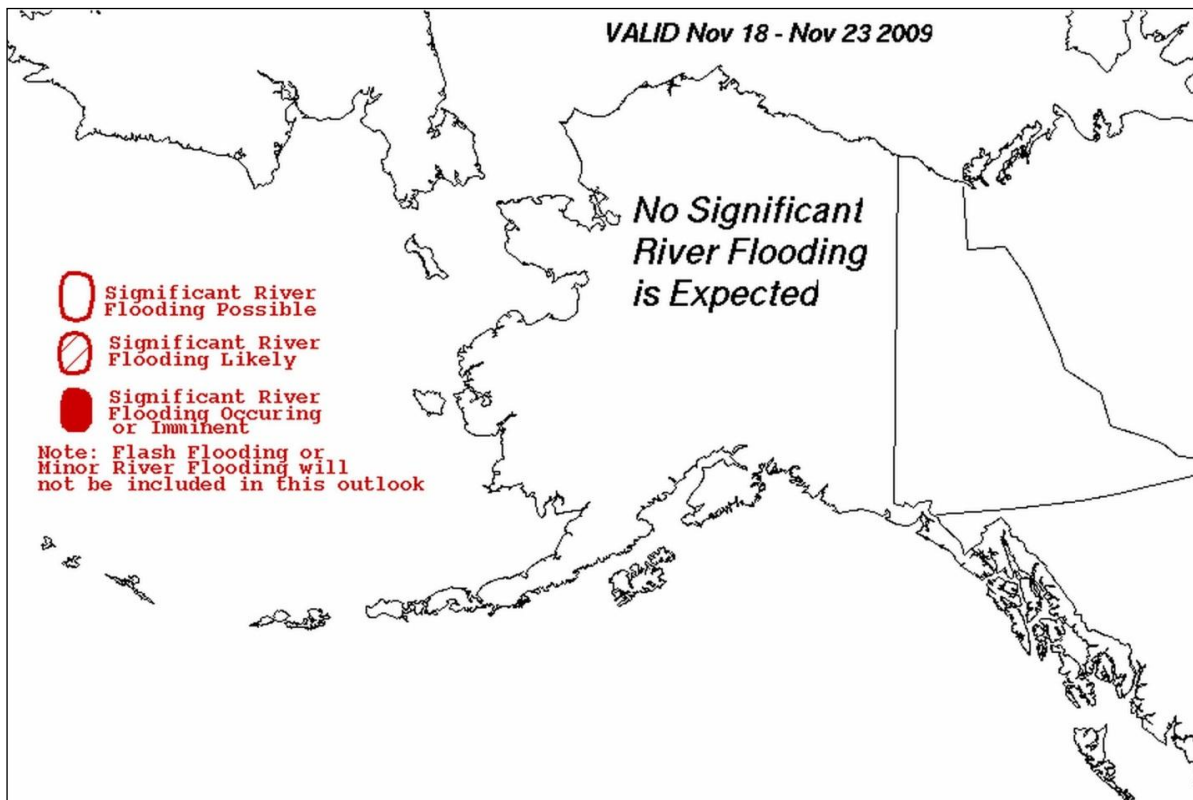 VALID Nov 18 - Nov 23 2009
No Significant
River Flooding
is Expected
Significant River
Flooding Possible
Significant River
Flooding Likely
Significant River
Flooding Occuring
or Imminent
Note: Flash Flooding or
Minor River Flooding will
not be included in this outlook